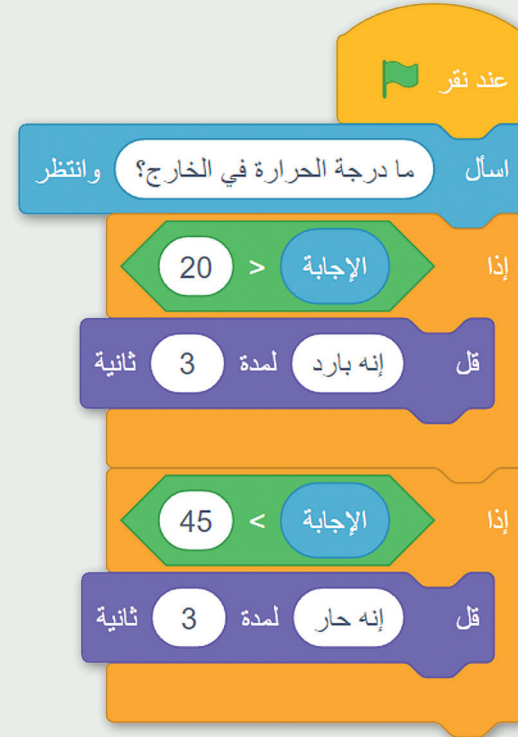 عند نقر
اسأل ما درجة الحرارة في الخارج؟ وانتظر
إذا الإجابة < 20
قل إنه بارد لمدة 3 ثانية
إذا الإجابة > 45
قل إنه حار لمدة 3 ثانية